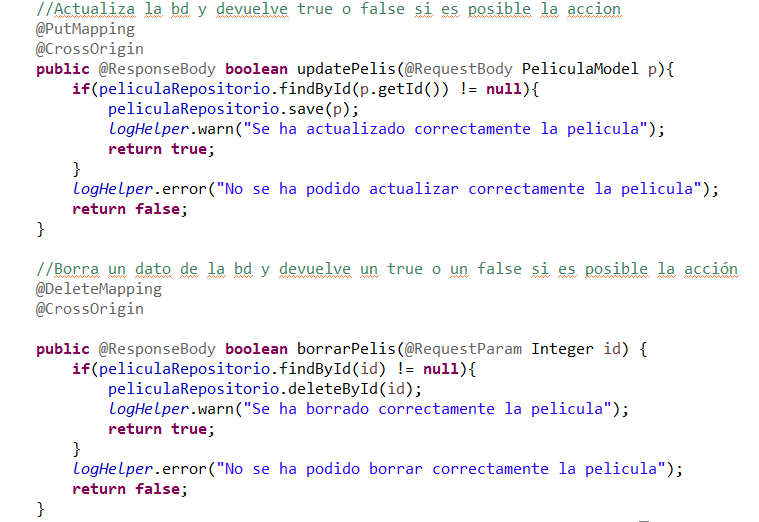 //Actualiza la bd y devuelve true o false si es posible la accion
@PutMapping
@CrossOrigin
public @ResponseBody boolean updatePelis(@RequestBody PeliculaModel p){
if(peliculaRepositorio.findById(p.getId()) != null){
peliculaRepositorio.save(p);
logHelper.warn("Se ha actualizado correctamente la pelicula");
return true;
}
logHelper.error("No se ha podido actualizar correctamente la pelicula");
return false;
}
//Borra un dato de la bd y devuelve un true o un false si es posible la acción
@DeleteMapping
@CrossOrigin
public @ResponseBody boolean borrarPelis(@RequestParam Integer id) {
if(peliculaRepositorio.findById(id) != null){
peliculaRepositorio.deleteById(id);
logHelper.warn("Se ha borrado correctamente la pelicula");
return true;
}
logHelper.error("No se ha podido borrar correctamente la pelicula");
return false;
}